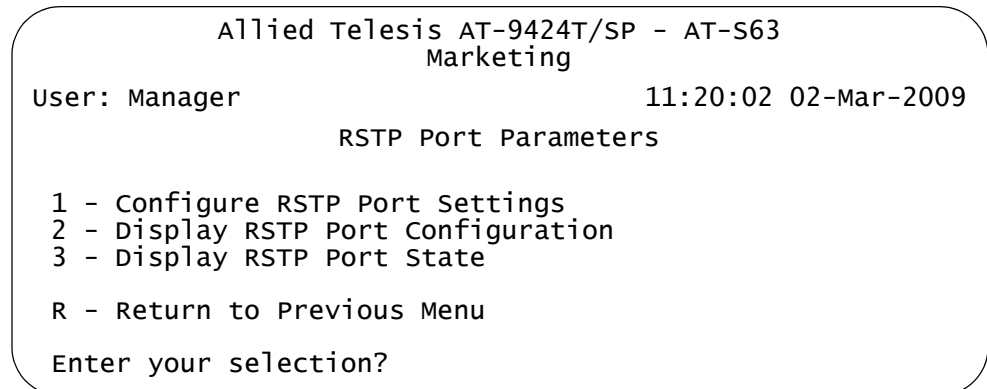 Allied Telesis AT-9424T/SP - AT-S63
Marketing
User: Manager 11:20:02 02-Mar-2009
RSTP Port Parameters
1 - Configure RSTP Port Settings
2 - Display RSTP Port Configuration
3 - Display RSTP Port State
R - Return to Previous Menu
Enter your selection?